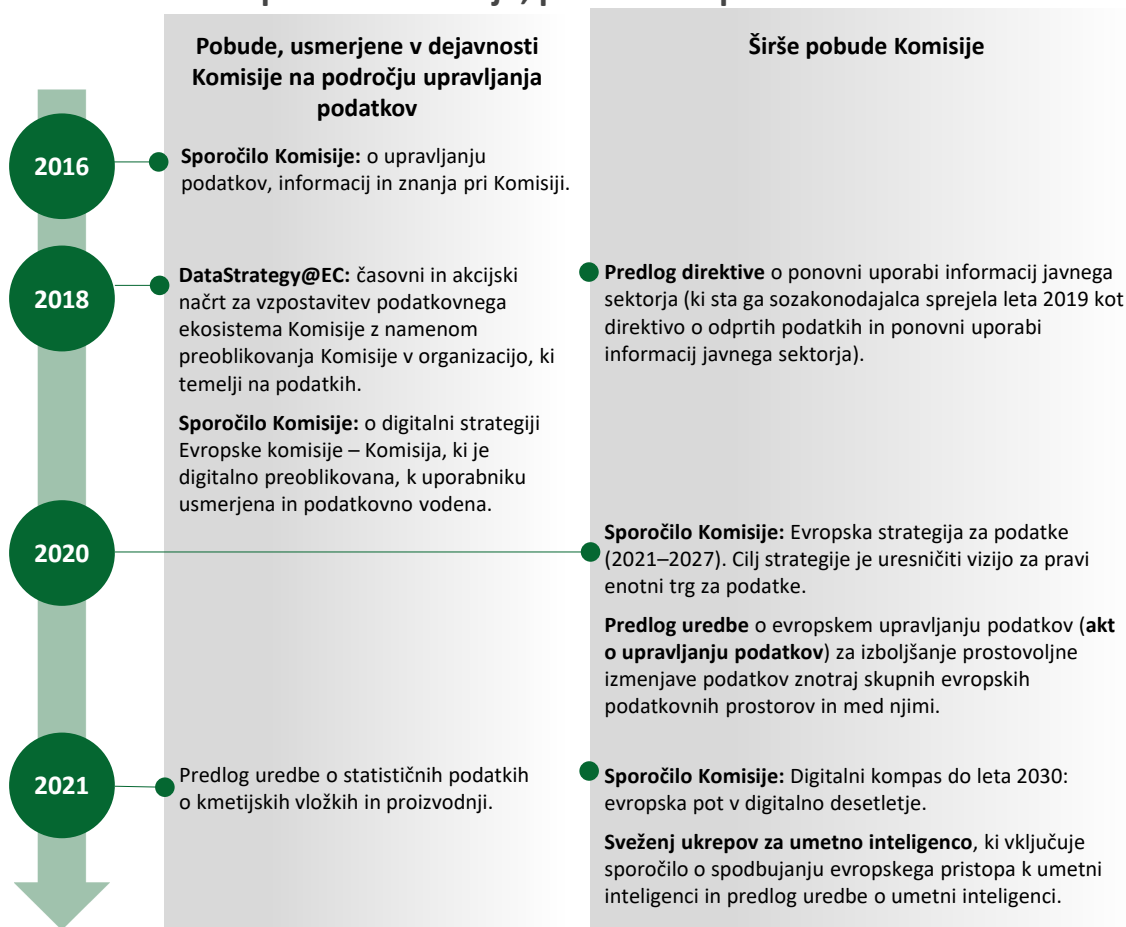 Pobude, usmerjene v dejavnosti
Komisije na področju upravljanja
podatkov
Širše pobude Komisije
2016
Sporočilo Komisije: o upravljanju
podatkov, informacij in znanja pri Komisiji.
2018
DataStrategy@EC: časovni in akcijski
načrt za vzpostavitev podatkovnega
ekosistema Komisije z namenom
preoblikovanja Komisije v organizacijo, ki
temelji na podatkih.
Sporočilo Komisije: o digitalni strategiji
Evropske komisije – Komisija, ki je
digitalno preoblikovana, k uporabniku
usmerjena in podatkovno vodena.
Predlog direktive o ponovni uporabi informacij javnega
sektorja (ki sta ga sozakonodajalca sprejela leta 2019 kot
direktivo o odprtih podatkih in ponovni uporabi
informacij javnega sektorja).
2020
Sporočilo Komisije: Evropska strategija za podatke
(2021–2027). Cilj strategije je uresničiti vizijo za pravi
enotni trg za podatke.
Predlog uredbe o evropskem upravljanju podatkov (akt
o upravljanju podatkov) za izboljšanje prostovoljne
izmenjave podatkov znotraj skupnih evropskih
podatkovnih prostorov in med njimi.
2021
Predlog uredbe o statističnih podatkih
o kmetijskih vložkih in proizvodnji.
Sporočilo Komisije: Digitalni kompas do leta 2030:
evropska pot v digitalno desetletje.
Sveženj ukrepov za umetno inteligenco, ki vključuje
sporočilo o spodbujanju evropskega pristopa k umetni
inteligenci in predlog uredbe o umetni inteligenci.